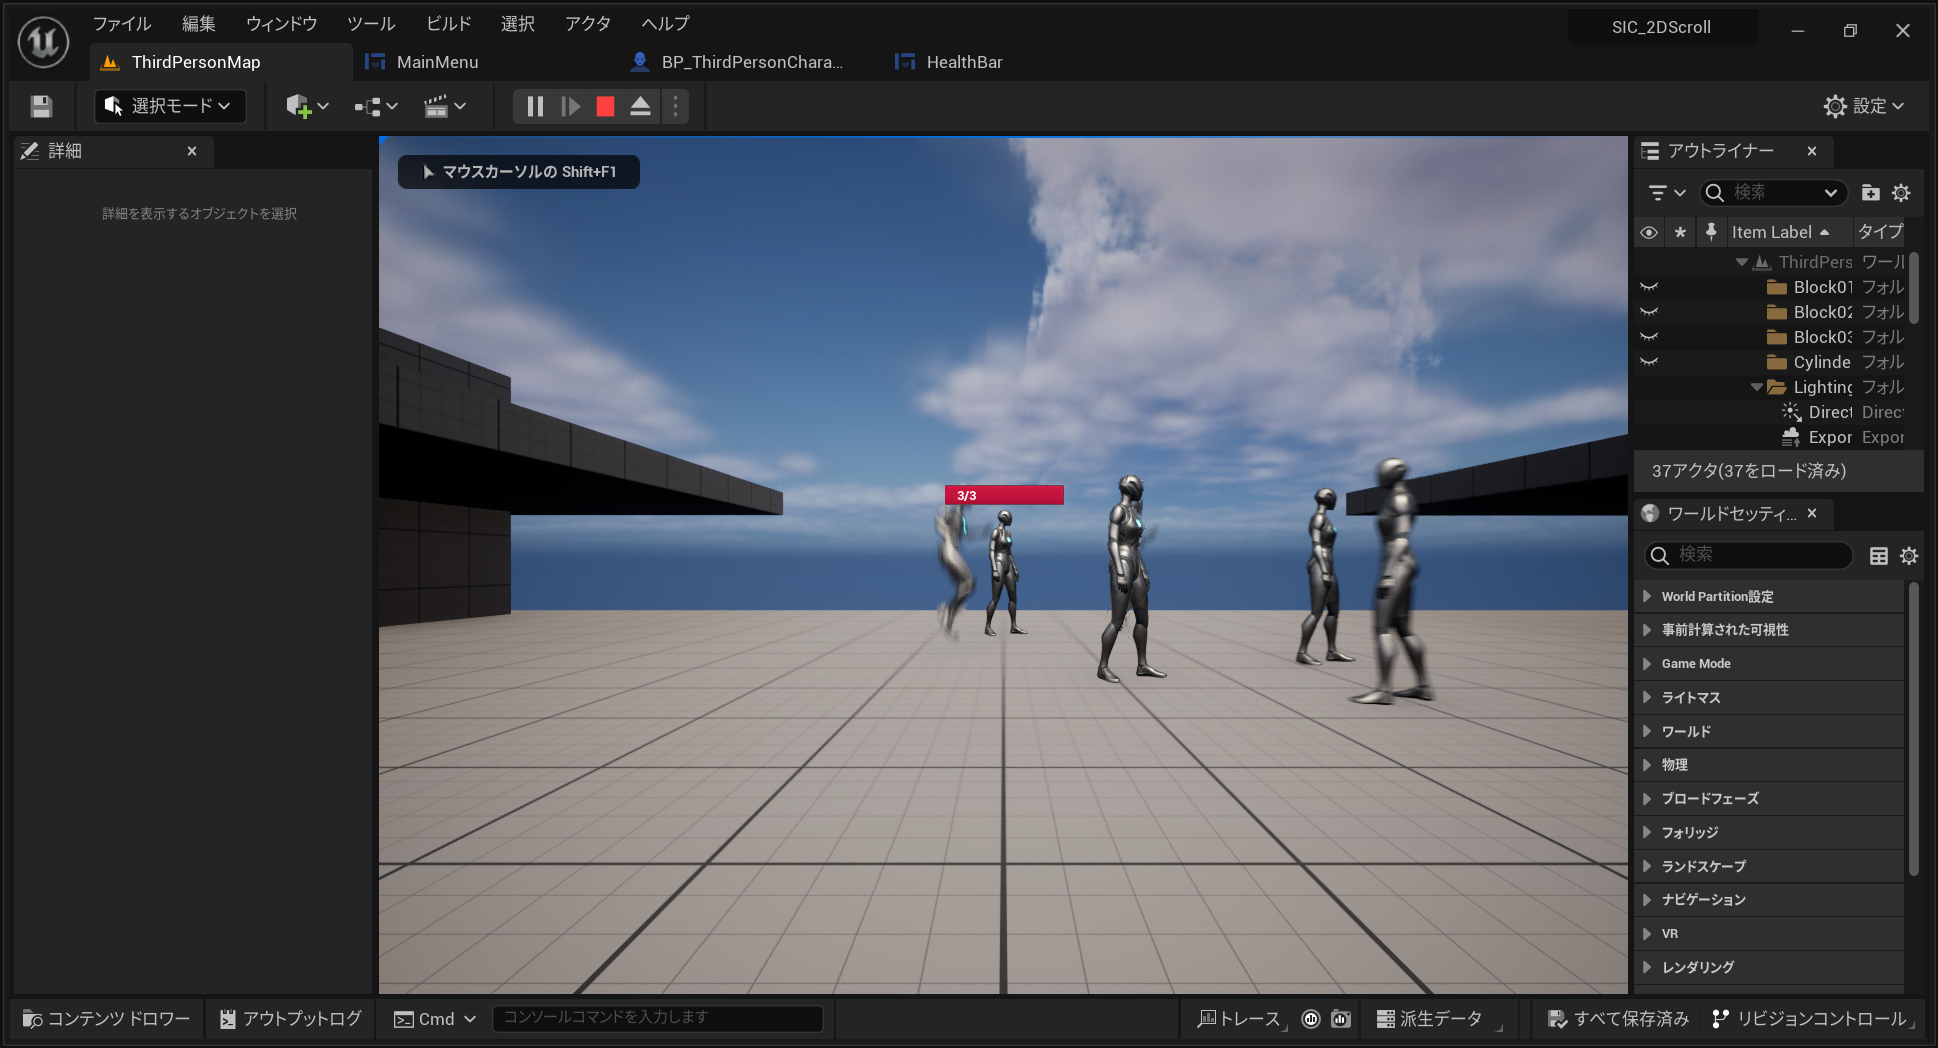 ファイル 編集 ウィンドウ ツール ビルド 選択 アクタ ヘルプ
SIC_2DScroll
ThirdPersonMap
MainMenu
BP_ThirdPersonChara...
HealthBar
選択モード
設定
詳細
詳細を表示するオブジェクトを選択
マウスカーソルの Shift+F1
3/3
アウトライナー
検索
Item Label
タイプ
ThirdPers ワール
Block01 フォル
Block02 フォル
Block03 フォル
Cylinde フォル
Lighting フォル
Direct Direc
Expor Expor
37アクタ(37をロード済み)
ワールドセッティ...
検索
World Partition設定
事前計算された可視性
Game Mode
ライトマス
ワールド
物理
ブロードフェーズ
フォリッジ
ランドスケープ
ナビゲーション
VR
レンダリング
コンテンツ ドロワー
アウトプットログ
Cmd
コンソールコマンドを入力します
トレース
派生データ
すべて保存済み
リビジョンコントロール